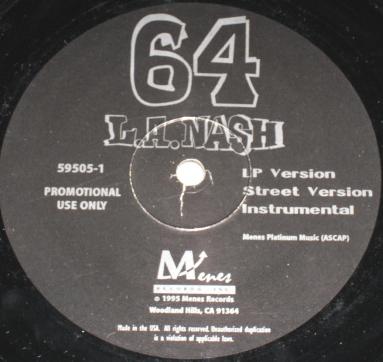 64
L.A. NASH
59505-1
PROMOTIONAL
USE ONLY
LP Version
Street Version
Instrumental
Menes Platinum Music (ASCAP)
Menes
RECORDS, INC.
© 1995 Menes Records
Woodland Hills, CA 91364
Made in the USA. All rights reserved. Unauthorized duplication
is a violation of applicable laws.